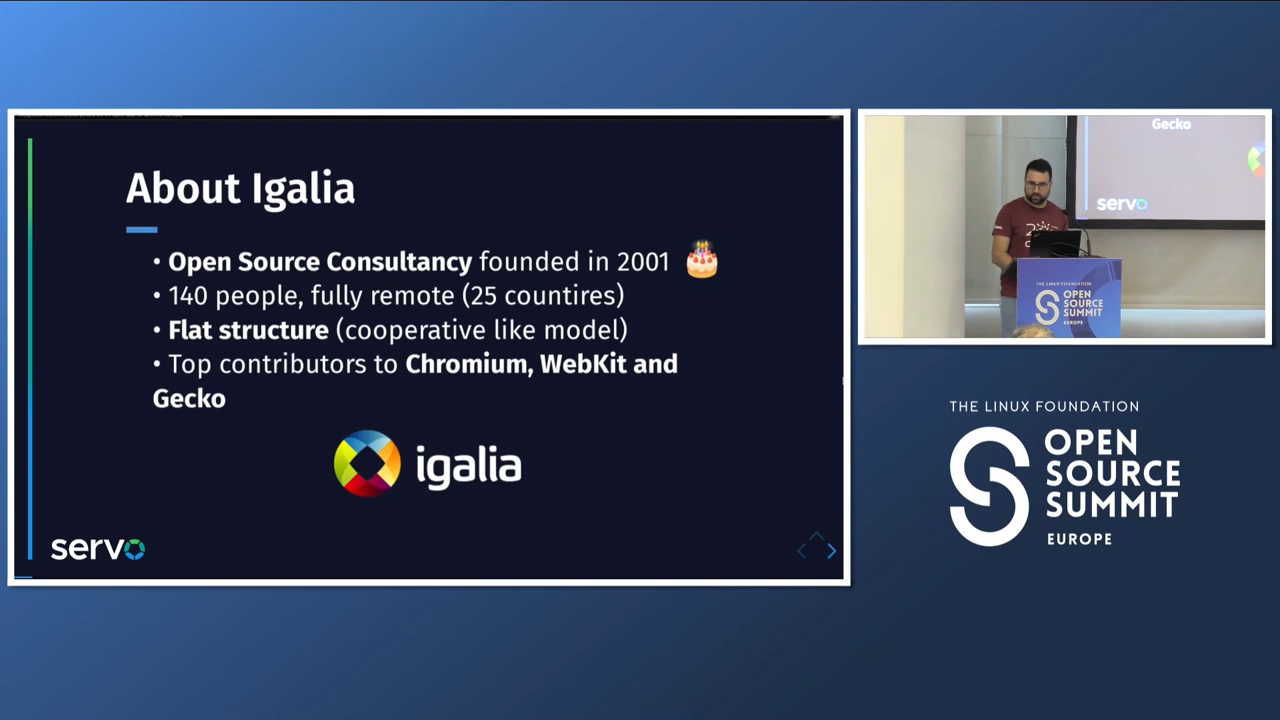 About Igalia
• Open Source Consultancy founded in 2001
• 140 people, fully remote (25 countires)
• Flat structure (cooperative like model)
• Top contributors to Chromium, WebKit and
Gecko
igalia
servo
Gecko
servo
THE LINUX FOUNDATION
OPEN
SOURCE
SUMMIT
EUROPE
THE LINUX FOUNDATION
OPEN
SOURCE
SUMMIT
EUROPE